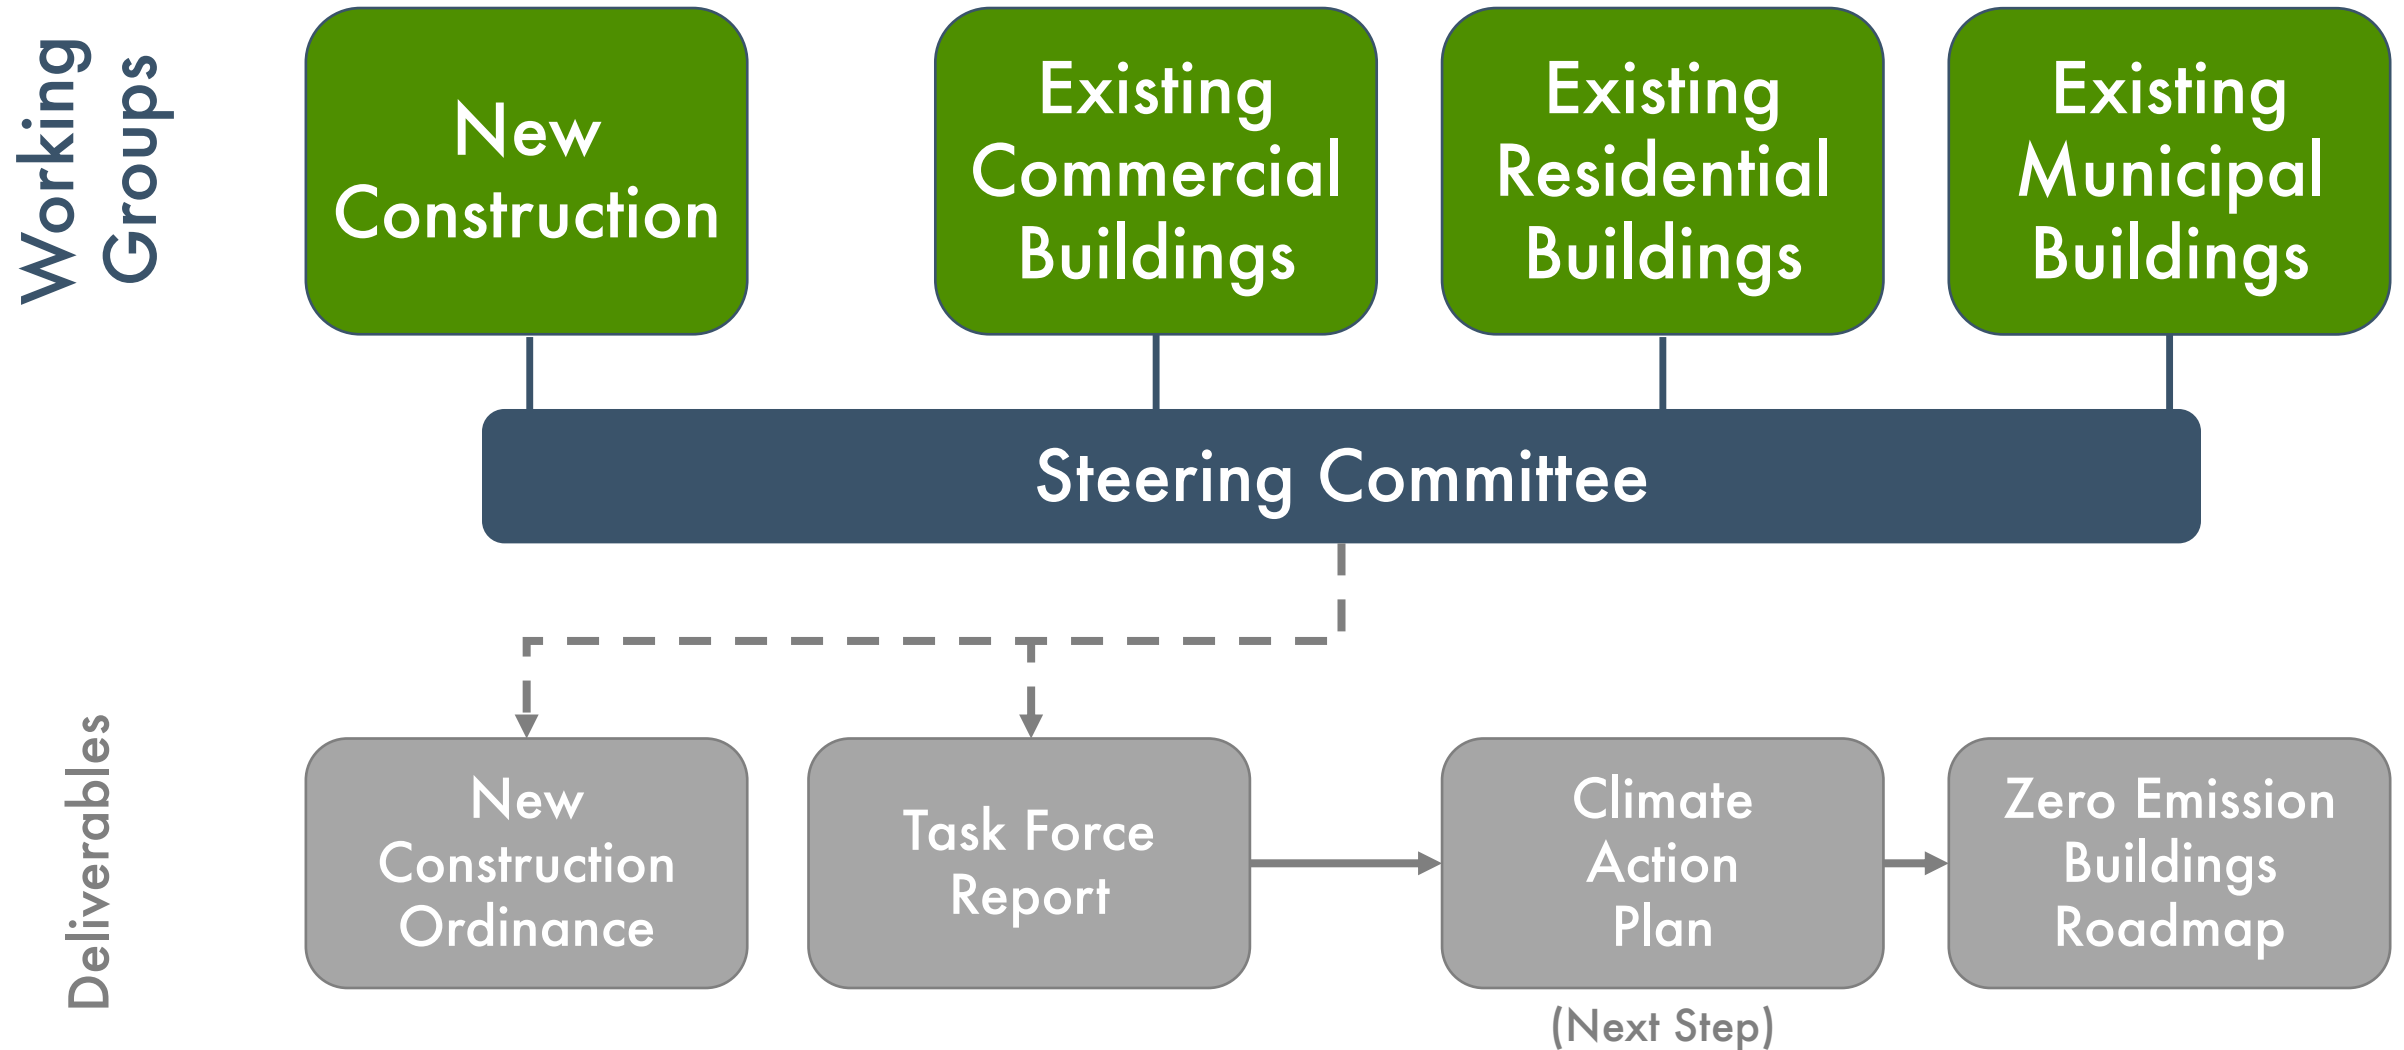 Working
Groups
New
Construction
Existing
Commercial
Buildings
Existing
Residential
Buildings
Existing
Municipal
Buildings
Steering Committee
Deliverables
New
Construction
Ordinance
Task Force
Report
Climate
Action
Plan
(Next Step)
Zero Emission
Buildings
Roadmap